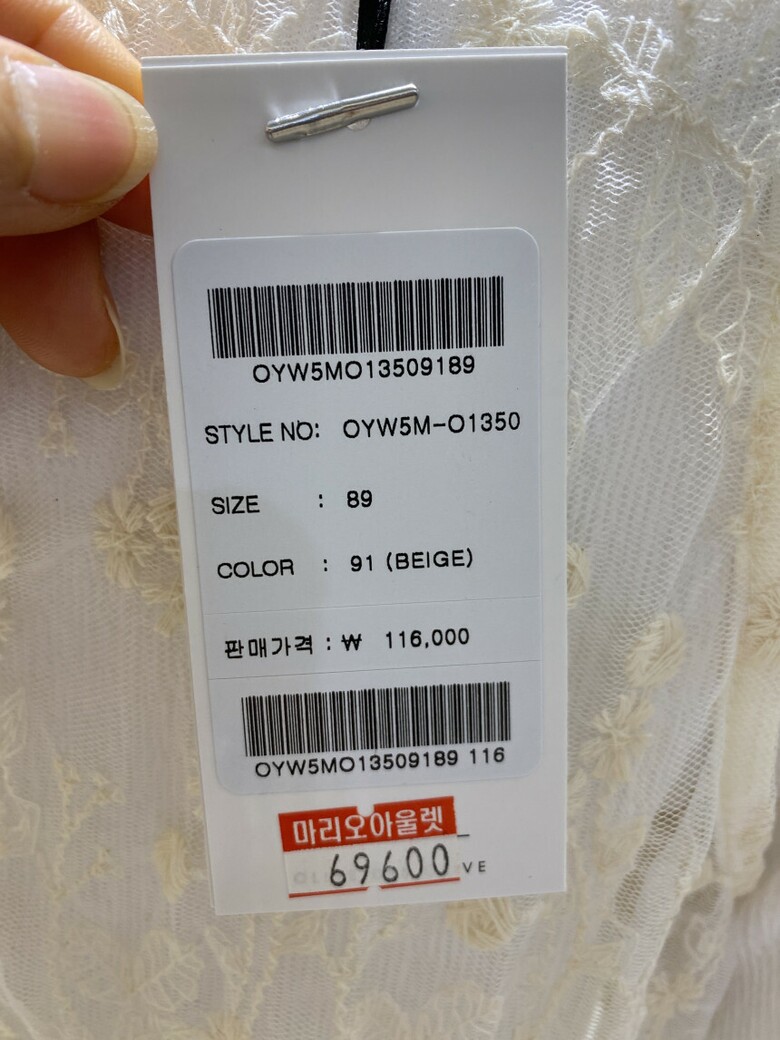 OYW5MO13509189
STYLE NO: OYW5M-O1350
SIZE : 89
COLOR : 91 (BEIGE)
판매가격 : ₩ 116,000
OYW5MO13509189 116
마리오아울렛
69600
VE